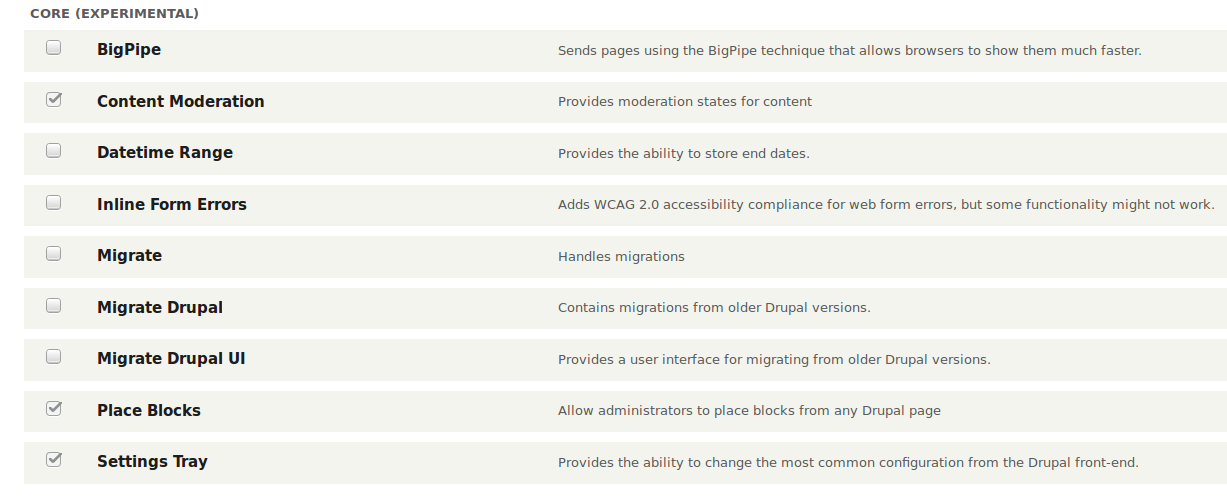 CORE (EXPERIMENTAL)
BigPipe Sends pages using the BigPipe technique that allows browsers to show them much faster.
Content Moderation Provides moderation states for content
Datetime Range Provides the ability to store end dates.
Inline Form Errors Adds WCAG 2.0 accessibility compliance for web form errors, but some functionality might not work.
Migrate Handles migrations
Migrate Drupal Contains migrations from older Drupal versions.
Migrate Drupal UI Provides a user interface for migrating from older Drupal versions.
Place Blocks Allow administrators to place blocks from any Drupal page
Settings Tray Provides the ability to change the most common configuration from the Drupal front-end.